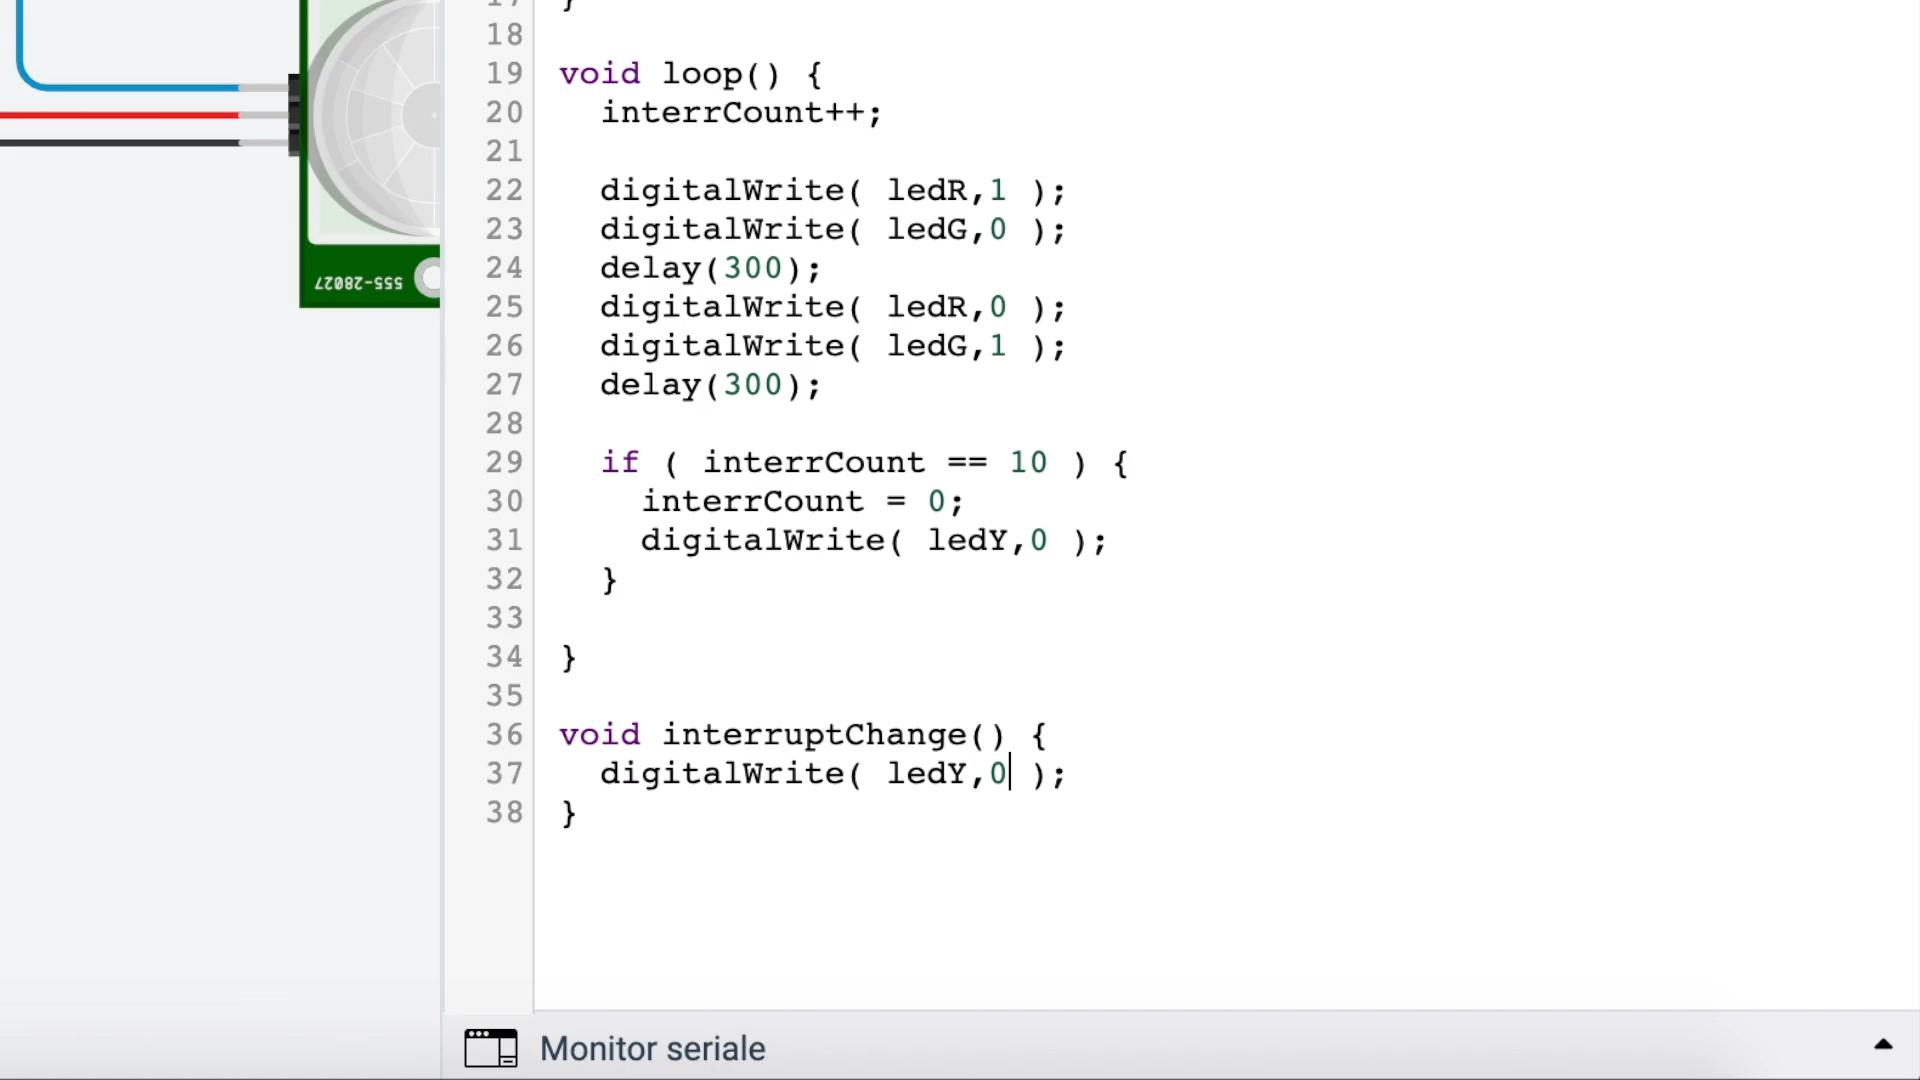 17 }
18
19 void loop() {
20 interrCount++;
21
22 digitalWrite( ledR,1 );
23 digitalWrite( ledG,0 );
24 delay(300);
25 digitalWrite( ledR,0 );
26 digitalWrite( ledG,1 );
27 delay(300);
28
29 if ( interrCount == 10 ) {
30 interrCount = 0;
31 digitalWrite( ledY,0 );
32 }
33
34 }
35
36 void interruptChange() {
37 digitalWrite( ledY,0 );
38 }
555-28027
Monitor seriale